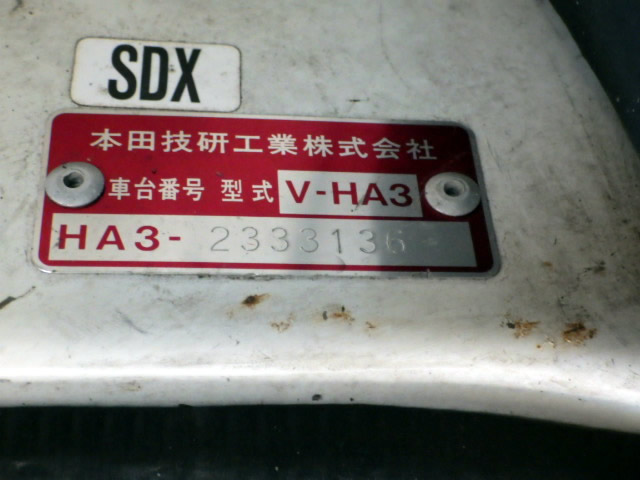 SDX
本田技研工業株式会社
車台番号 型式 V-HA3
HA3- 2333136